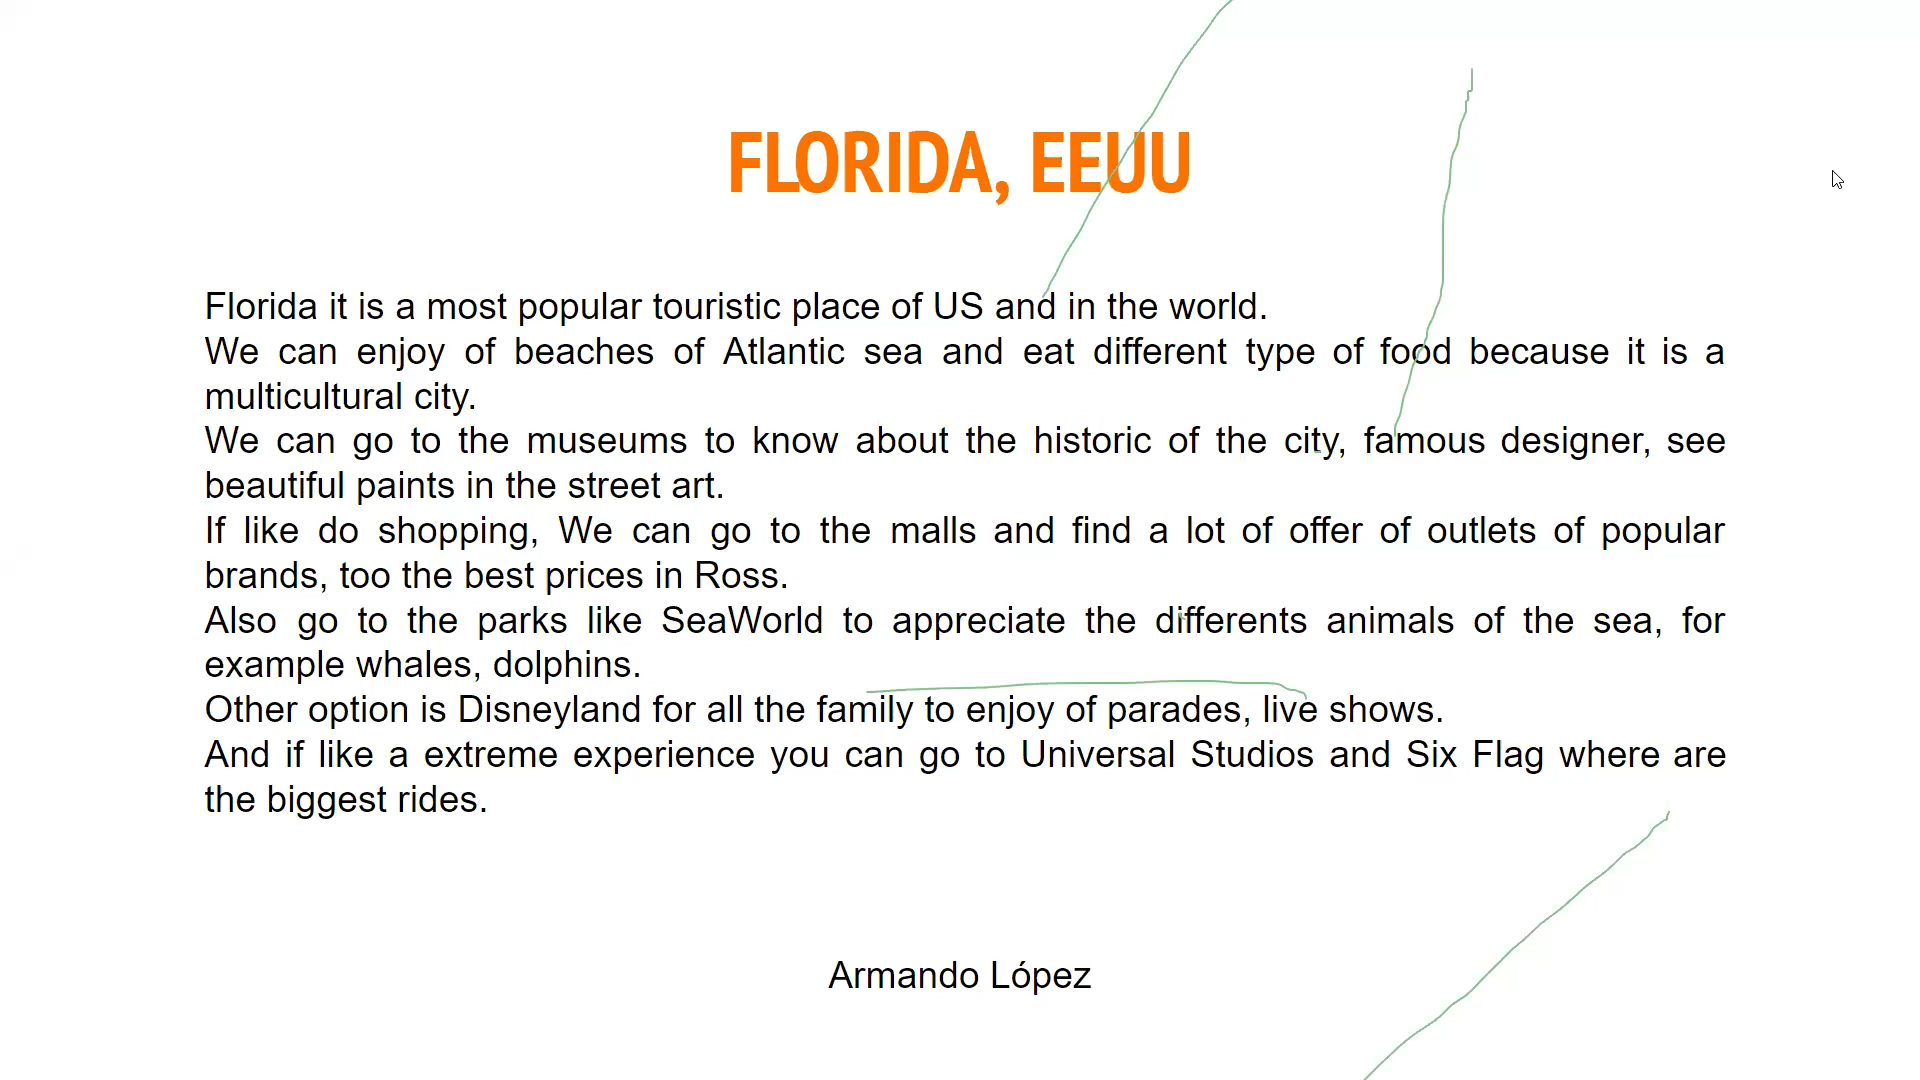 FLORIDA, EEUU
Florida it is a most popular touristic place of US and in the world.
We can enjoy of beaches of Atlantic sea and eat different type of food because it is a
multicultural city.
We can go to the museums to know about the historic of the city, famous designer, see
beautiful paints in the street art.
If like do shopping, We can go to the malls and find a lot of offer of outlets of popular
brands, too the best prices in Ross.
Also go to the parks like SeaWorld to appreciate the differents animals of the sea, for
example whales, dolphins.
Other option is Disneyland for all the family to enjoy of parades, live shows.
And if like a extreme experience you can go to Universal Studios and Six Flag where are
the biggest rides.
Armando López